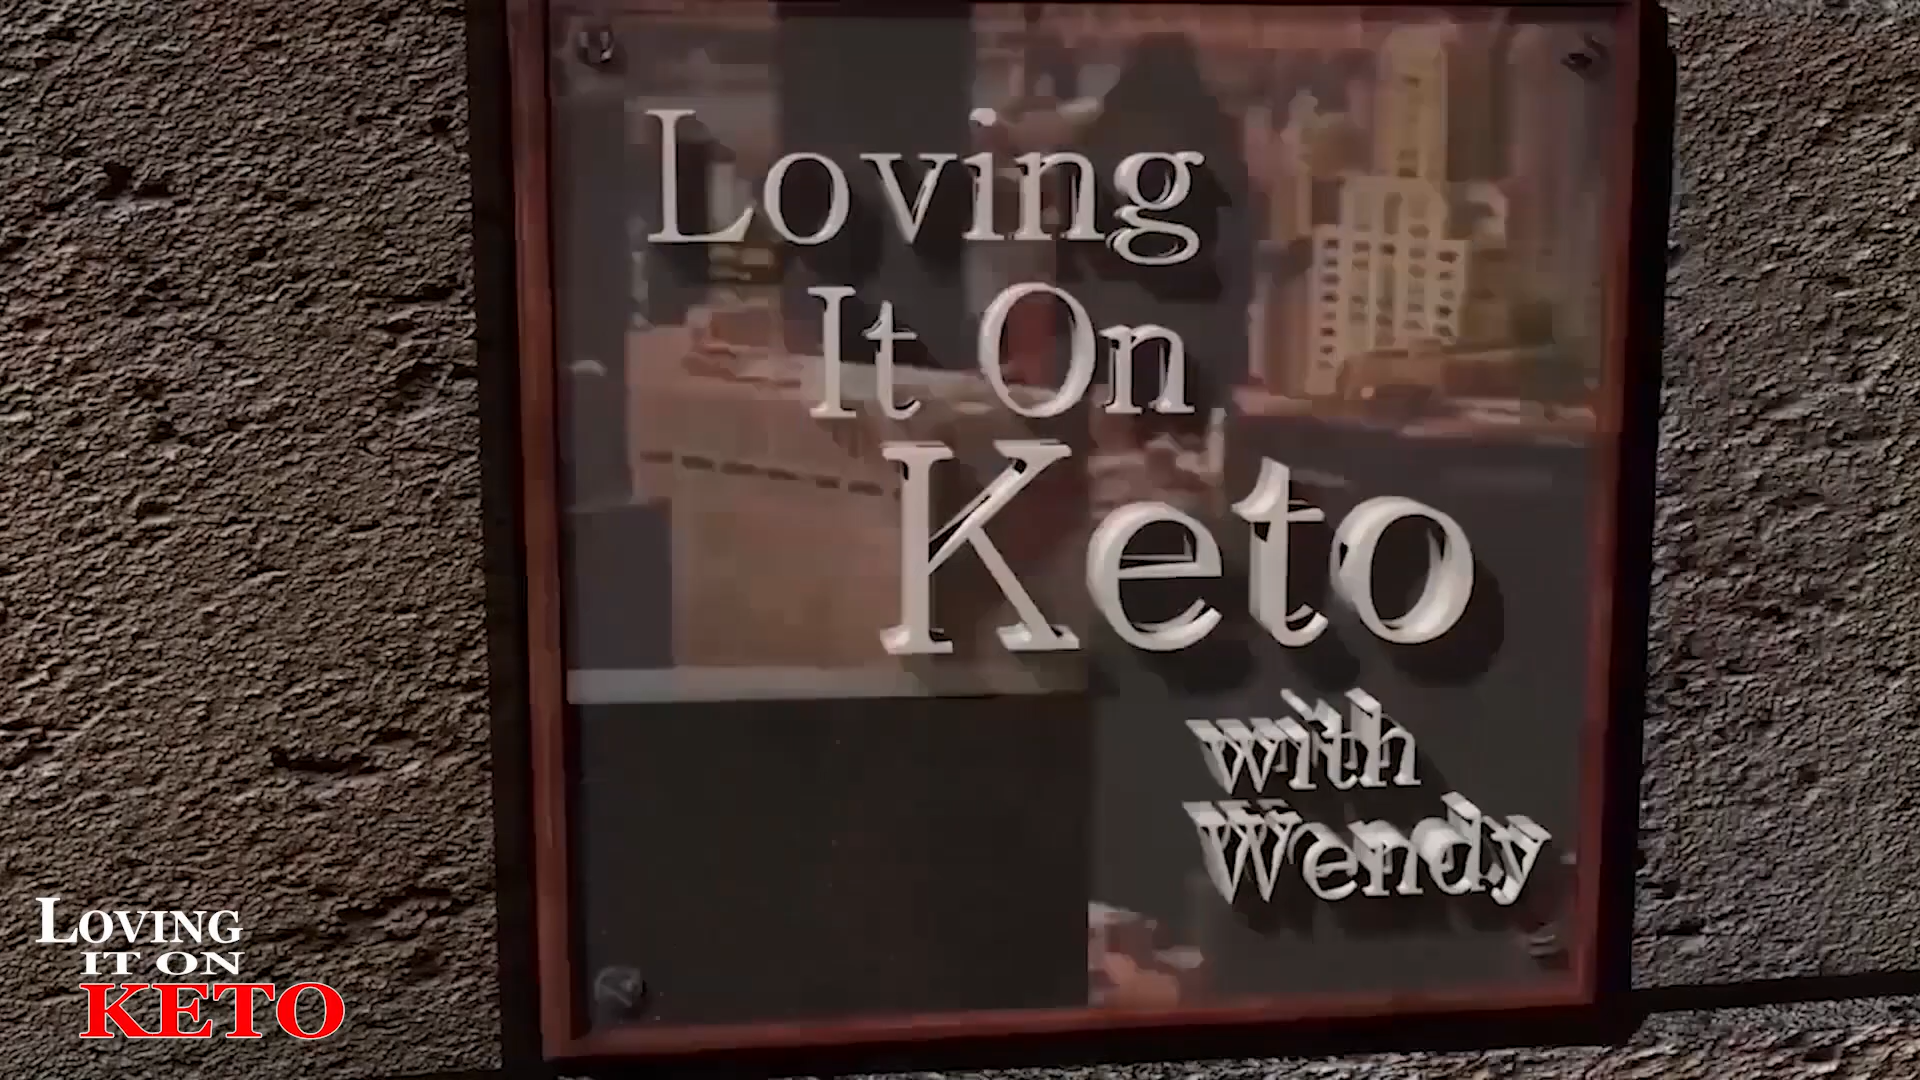 Loving
It On
Keto
with
Wendy
LOVING
IT ON
KETO